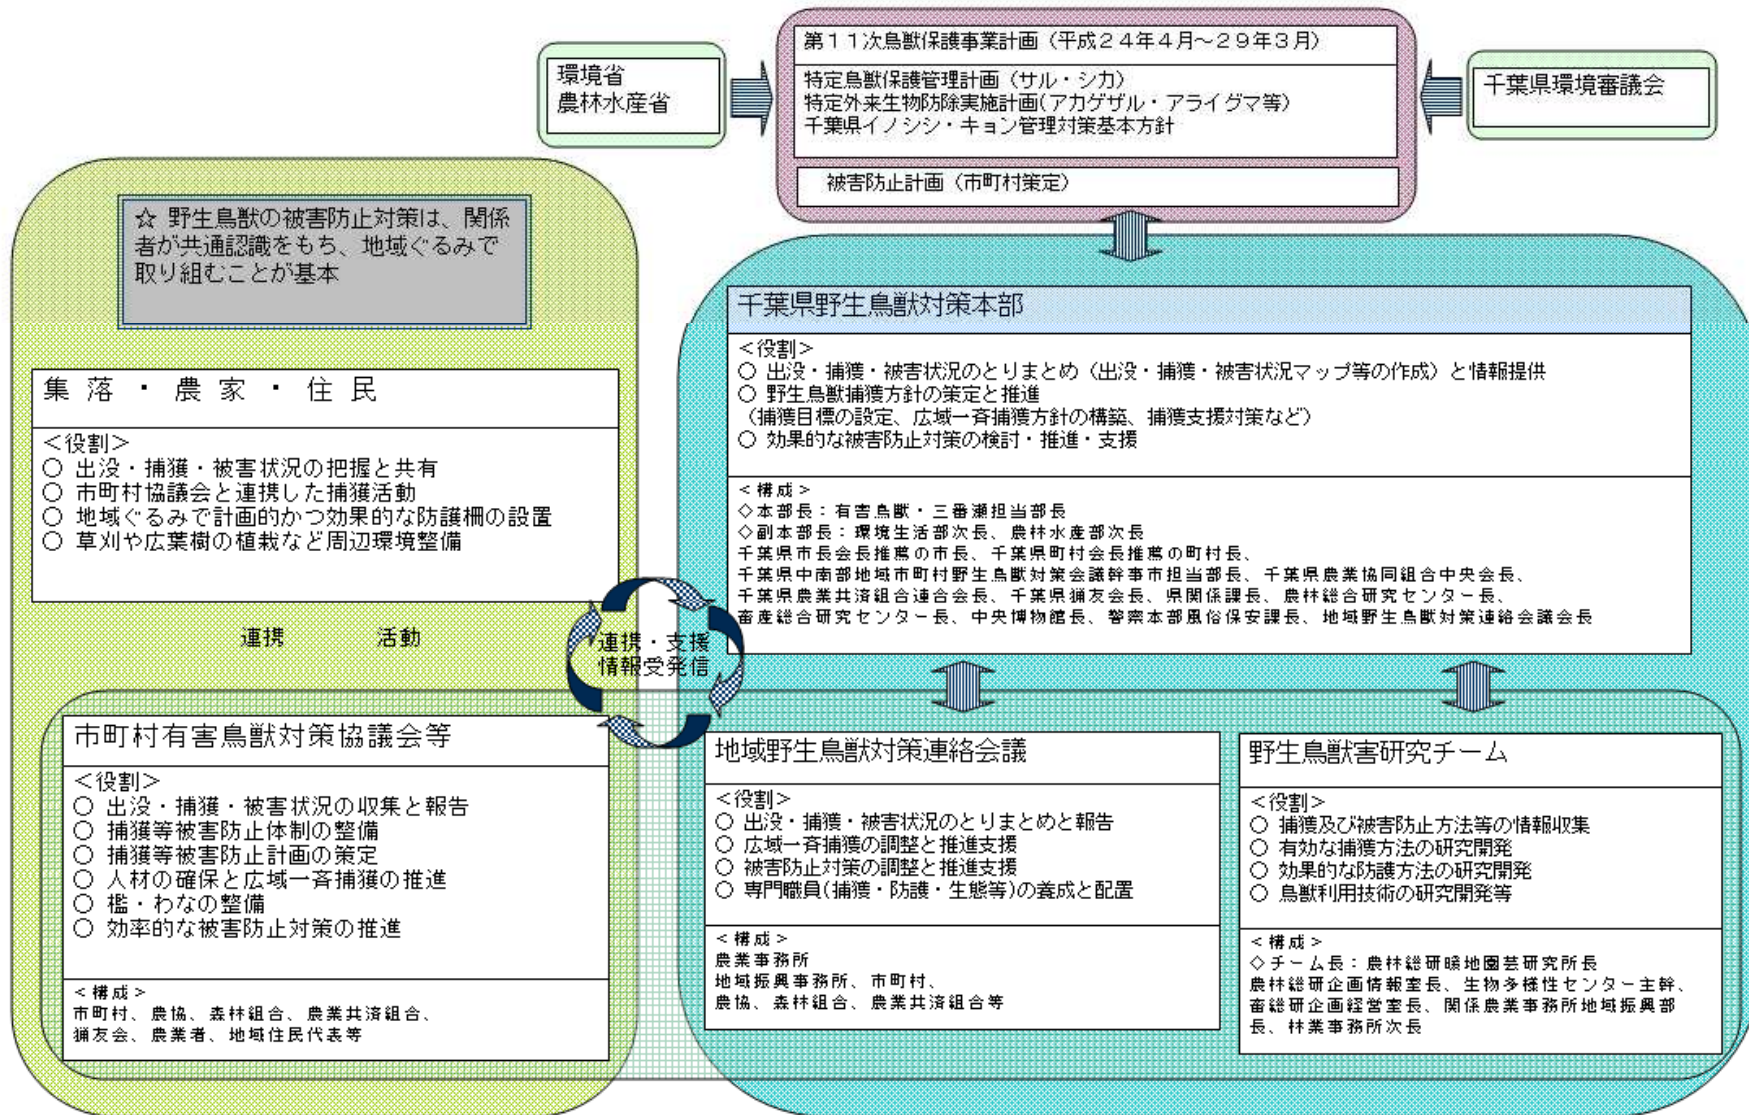 環境省
農林水産省
第11次鳥獣保護事業計画（平成24年4月～29年3月）
特定鳥獣保護管理計画（サル・シカ）
特定外来生物防除実施計画(アカゲザル・アライグマ等)
千葉県イノシシ・キョン管理対策基本方針
被害防止計画（市町村策定）
千葉県環境審議会
☆ 野生鳥獣の被害防止対策は、関係
者が共通認識をもち、地域ぐるみで
取り組むことが基本
集 落 ・ 農 家 ・ 住 民
＜役割＞
○ 出没・捕獲・被害状況の把握と共有
○ 市町村協議会と連携した捕獲活動
○ 地域ぐるみで計画的かつ効果的な防護柵の設置
○ 草刈や広葉樹の植栽など周辺環境整備
連携 活動
連携・支援
情報受発信
千葉県野生鳥獣対策本部
＜役割＞
○ 出没・捕獲・被害状況のとりまとめ（出没・捕獲・被害状況マップ等の作成）と情報提供
○ 野生鳥獣捕獲方針の策定と推進
（捕獲目標の設定、広域一斉捕獲方針の構築、捕獲支援対策など）
○ 効果的な被害防止対策の検討・推進・支援
＜構成＞
◇本部長：有害鳥獣・三番瀬担当部長
◇副本部長：環境生活部次長、農林水産部次長
千葉県市長会長推薦の市長、千葉県町村会長推薦の町村長、
千葉県中南部地域市町村野生鳥獣対策会議幹事市担当部長、千葉県農業協同組合中央会長、
千葉県農業共済組合連合会長、千葉県猟友会長、県関係課長、農林総合研究センター長、
畜産総合研究センター長、中央博物館長、警察本部風俗保安課長、地域野生鳥獣対策連絡会議会長
市町村有害鳥獣対策協議会等
＜役割＞
○ 出没・捕獲・被害状況の収集と報告
○ 捕獲等被害防止体制の整備
○ 捕獲等被害防止計画の策定
○ 人材の確保と広域一斉捕獲の推進
○ 檻・わなの整備
○ 効率的な被害防止対策の推進
＜構成＞
市町村、農協、森林組合、農業共済組合、
猟友会、農業者、地域住民代表等
地域野生鳥獣対策連絡会議
＜役割＞
○ 出没・捕獲・被害状況のとりまとめと報告
○ 広域一斉捕獲の調整と推進支援
○ 被害防止対策の調整と推進支援
○ 専門職員(捕獲・防護・生態等)の養成と配置
＜構成＞
農業事務所
地域振興事務所、市町村、
農協、森林組合、農業共済組合等
野生鳥獣害研究チーム
＜役割＞
○ 捕獲及び被害防止方法等の情報収集
○ 有効な捕獲方法の研究開発
○ 効果的な防護方法の研究開発
○ 鳥獣利用技術の研究開発等
＜構成＞
◇チーム長：農林総研暖地園芸研究所長
農林総研企画情報室長、生物多様性センター主幹、
畜総研企画経営室長、関係農業事務所地域振興部
長、林業事務所次長